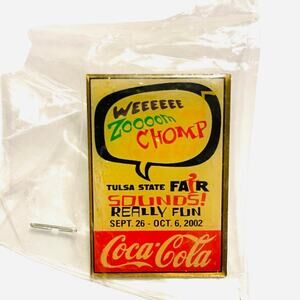 WEEEEEE
ZOOOOM
CHOMP
TULSA STATE FAIR
SOUNDS!
REALLY FUN
SEPT. 26 - OCT. 6, 2002
Coca-Cola